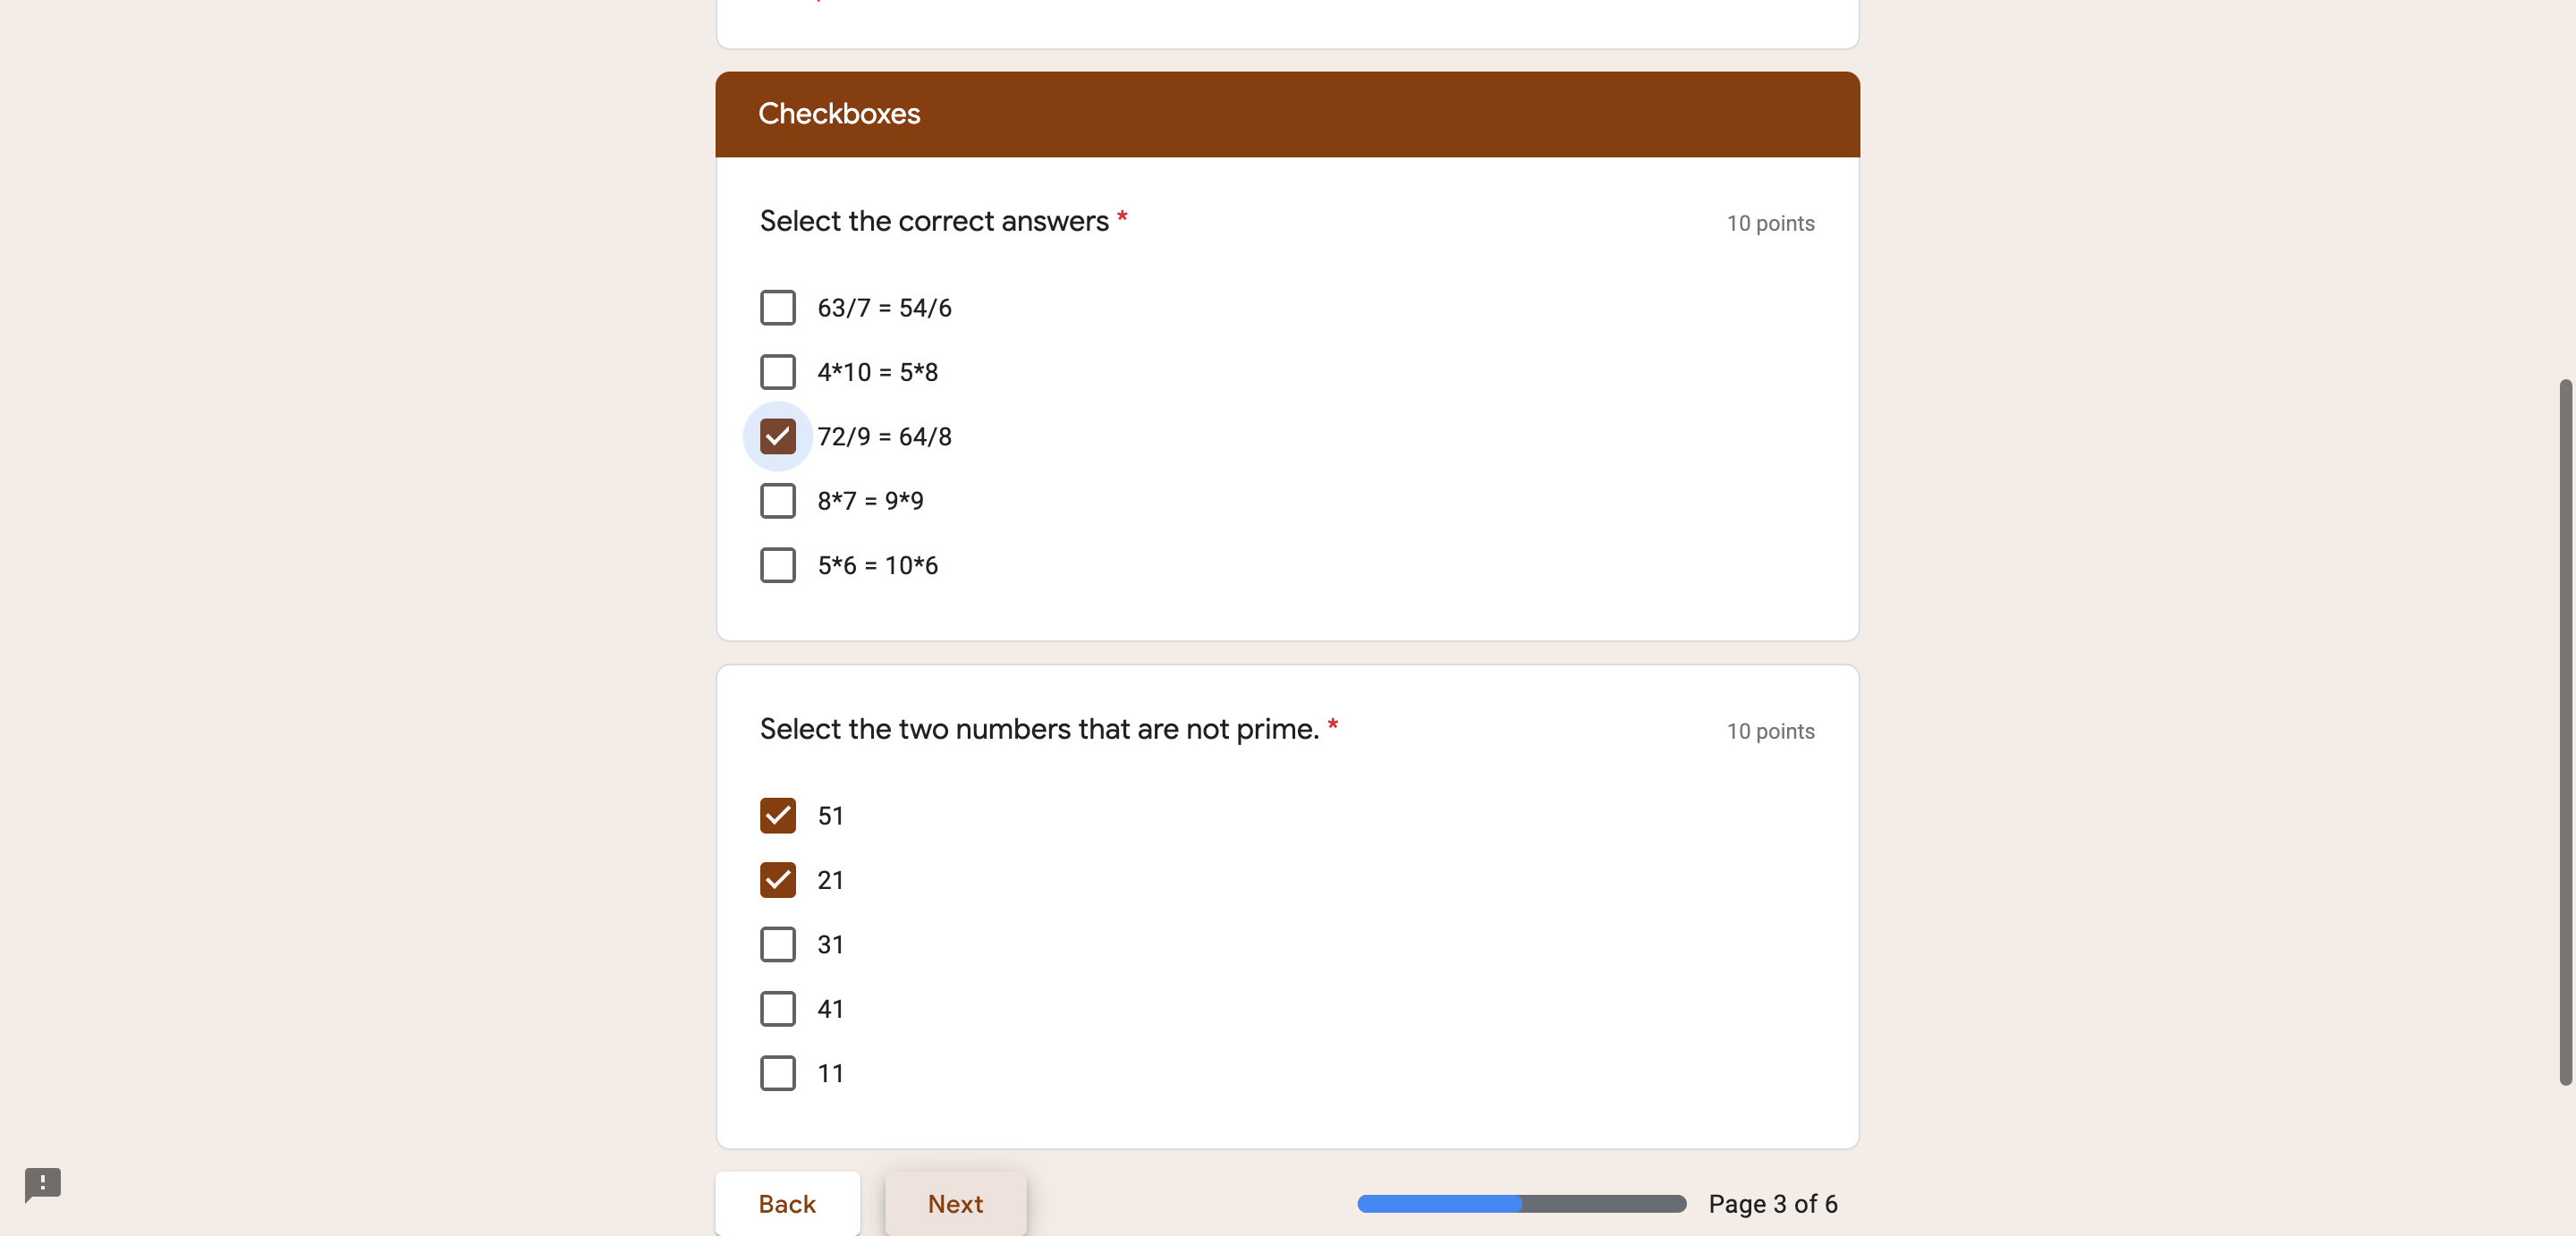 Checkboxes
Select the correct answers *
10 points
63/7 = 54/6
4*10 = 5*8
72/9 = 64/8
8*7 = 9*9
5*6 = 10*6
Select the two numbers that are not prime. *
10 points
51
21
31
41
11
Back
Next
Page 3 of 6